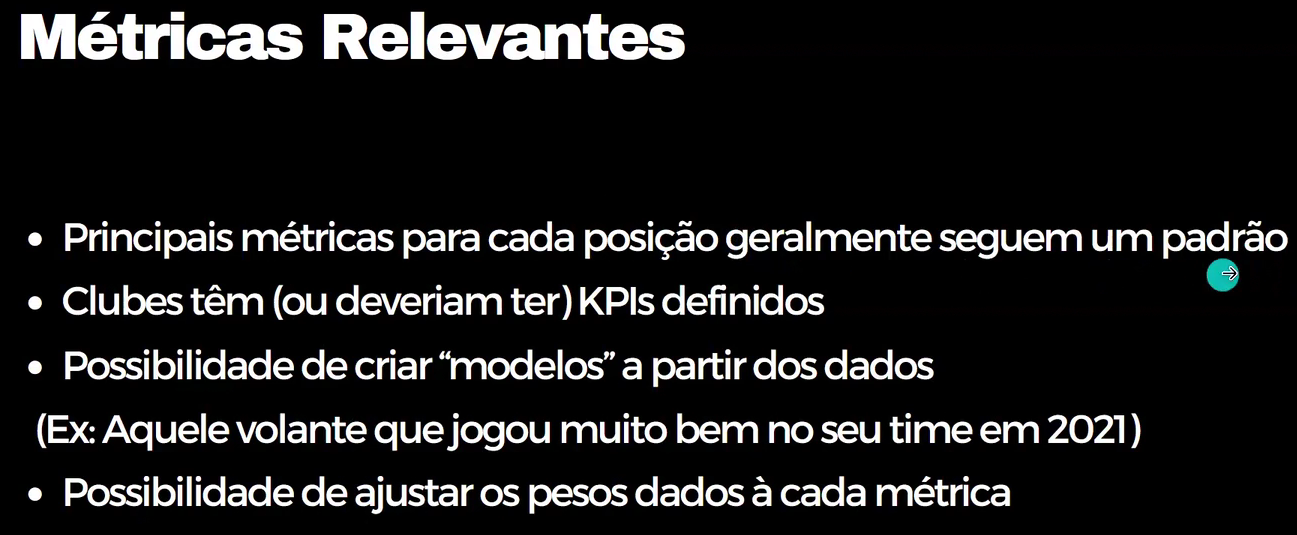 Métricas Relevantes
• Principais métricas para cada posição geralmente seguem um padrão
• Clubes têm (ou deveriam ter) KPIs definidos
• Possibilidade de criar “modelos” a partir dos dados
(Ex: Aquele volante que jogou muito bem no seu time em 2021)
• Possibilidade de ajustar os pesos dados à cada métrica